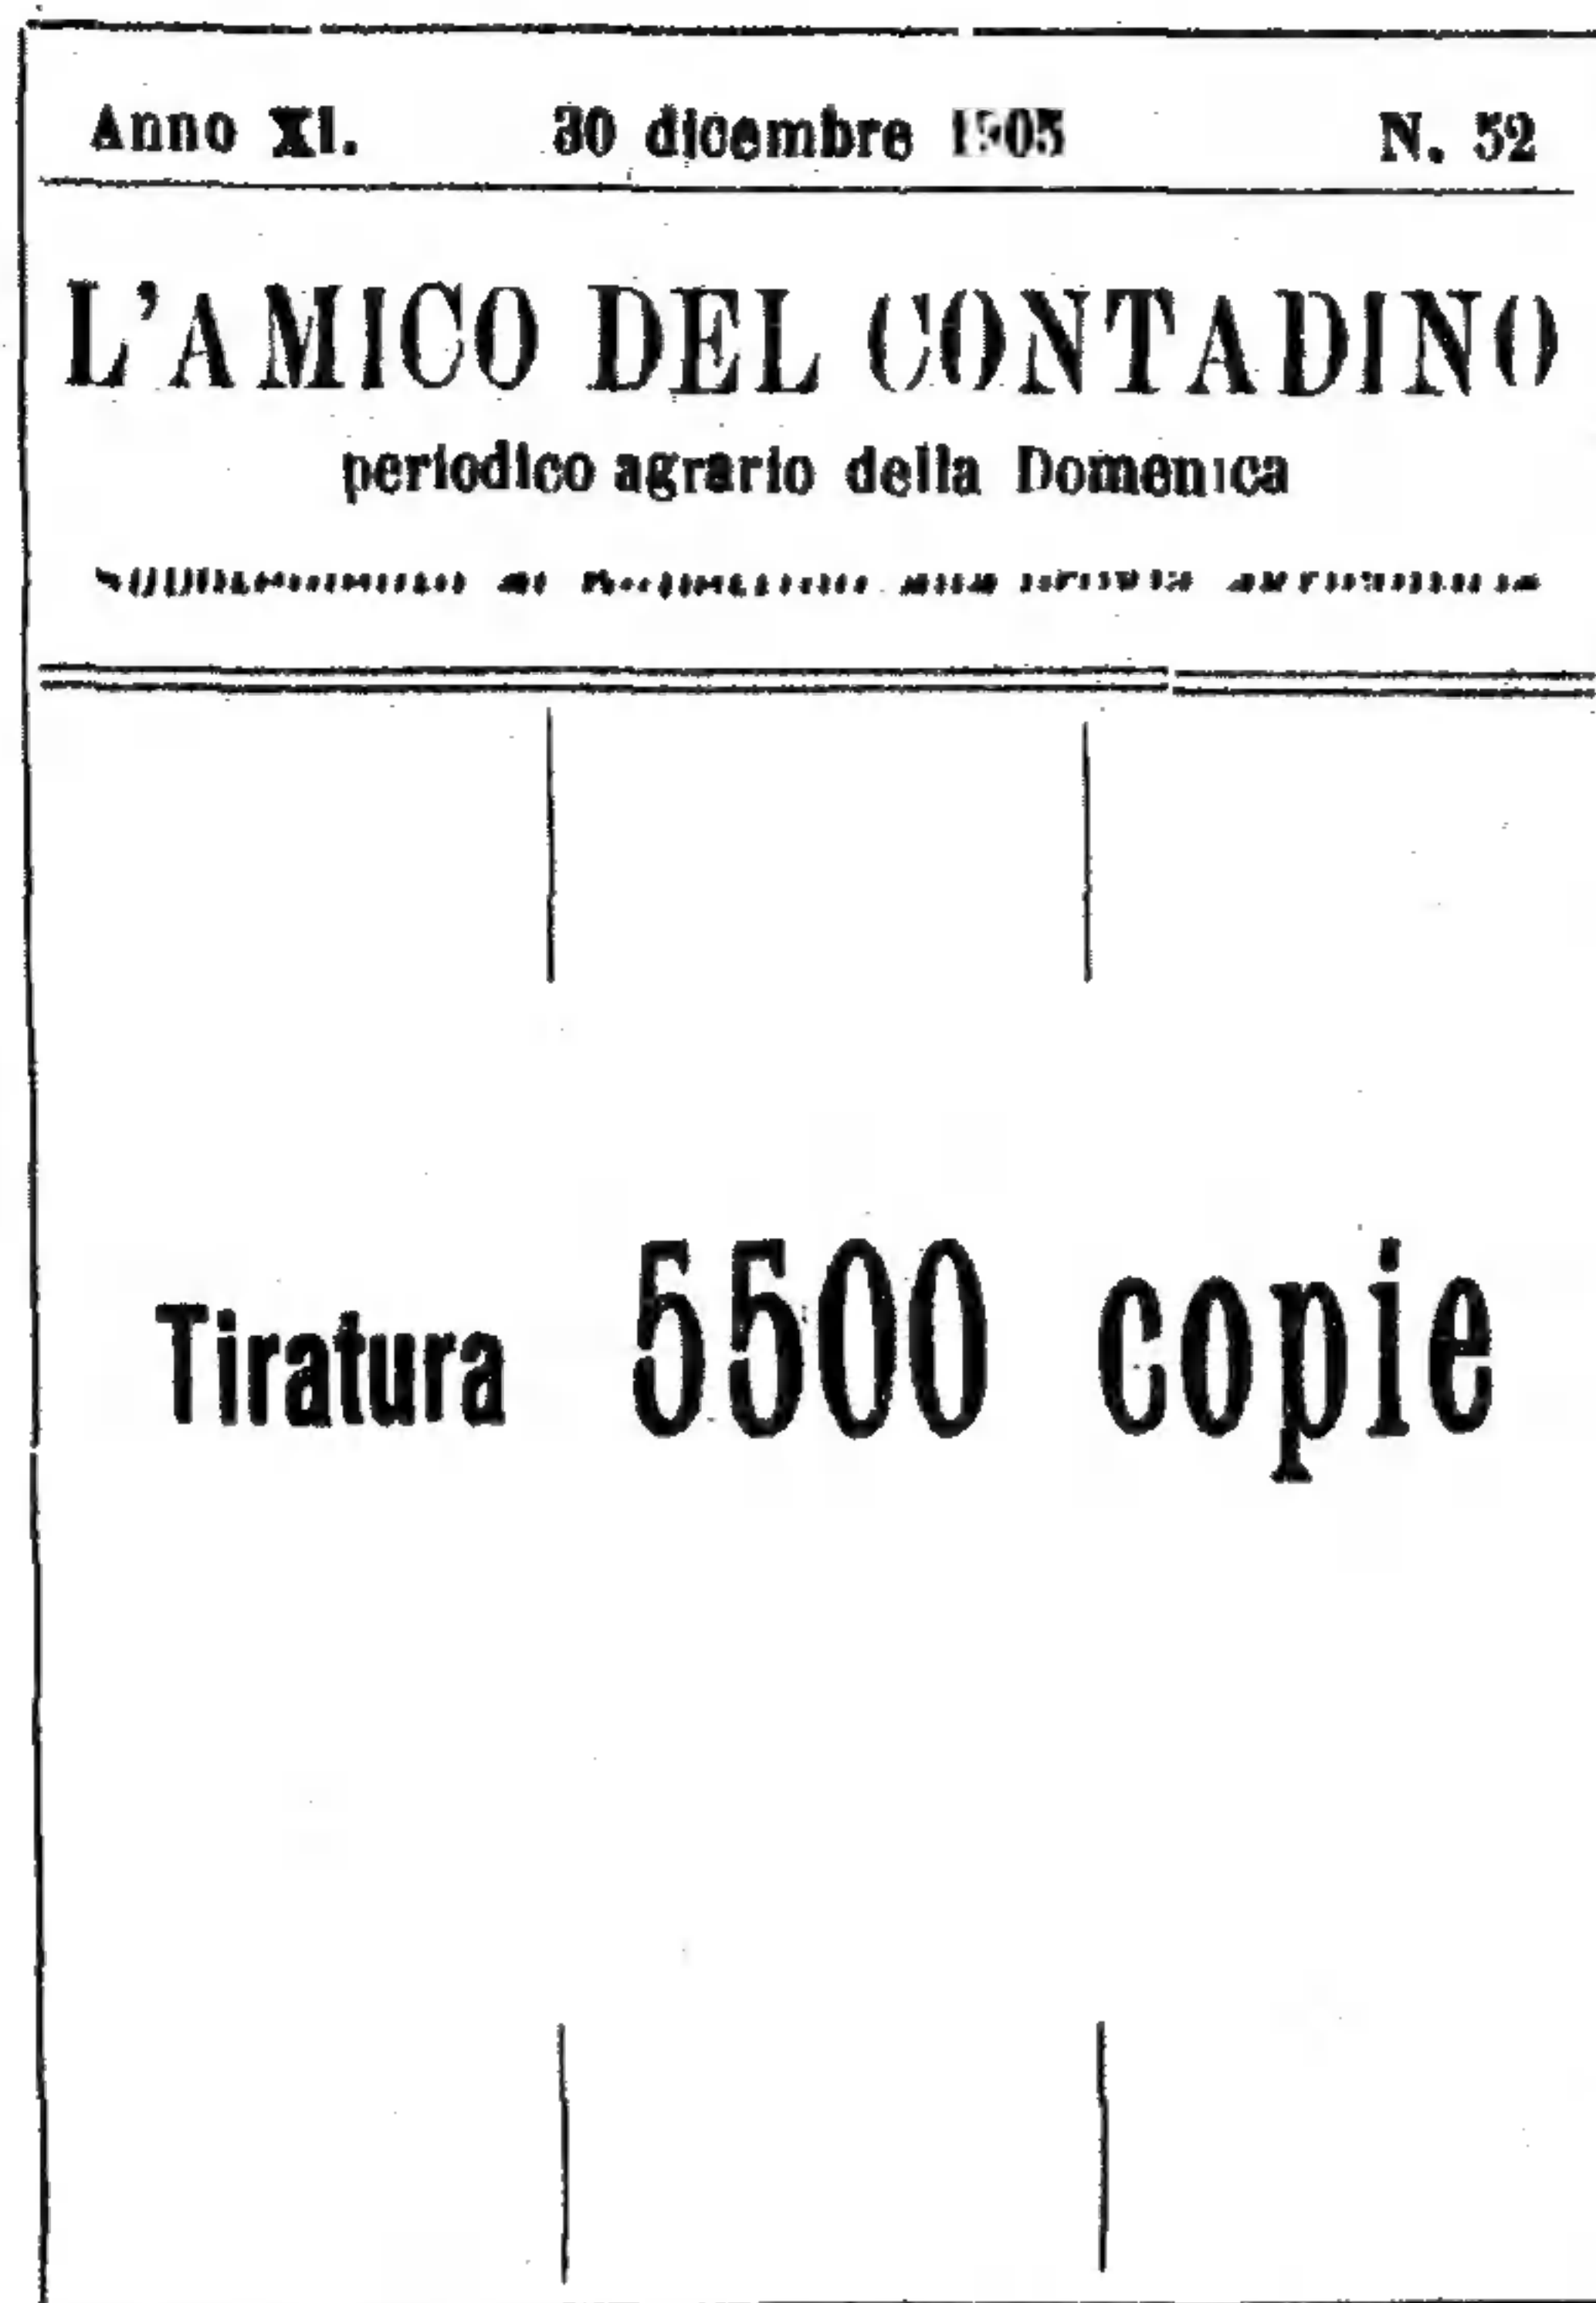 Anno XI. 30 dicembre 1905 N. 52
L'AMICO DEL CONTADINO
periodico agrario della Domenica
Tiratura 5500 copie